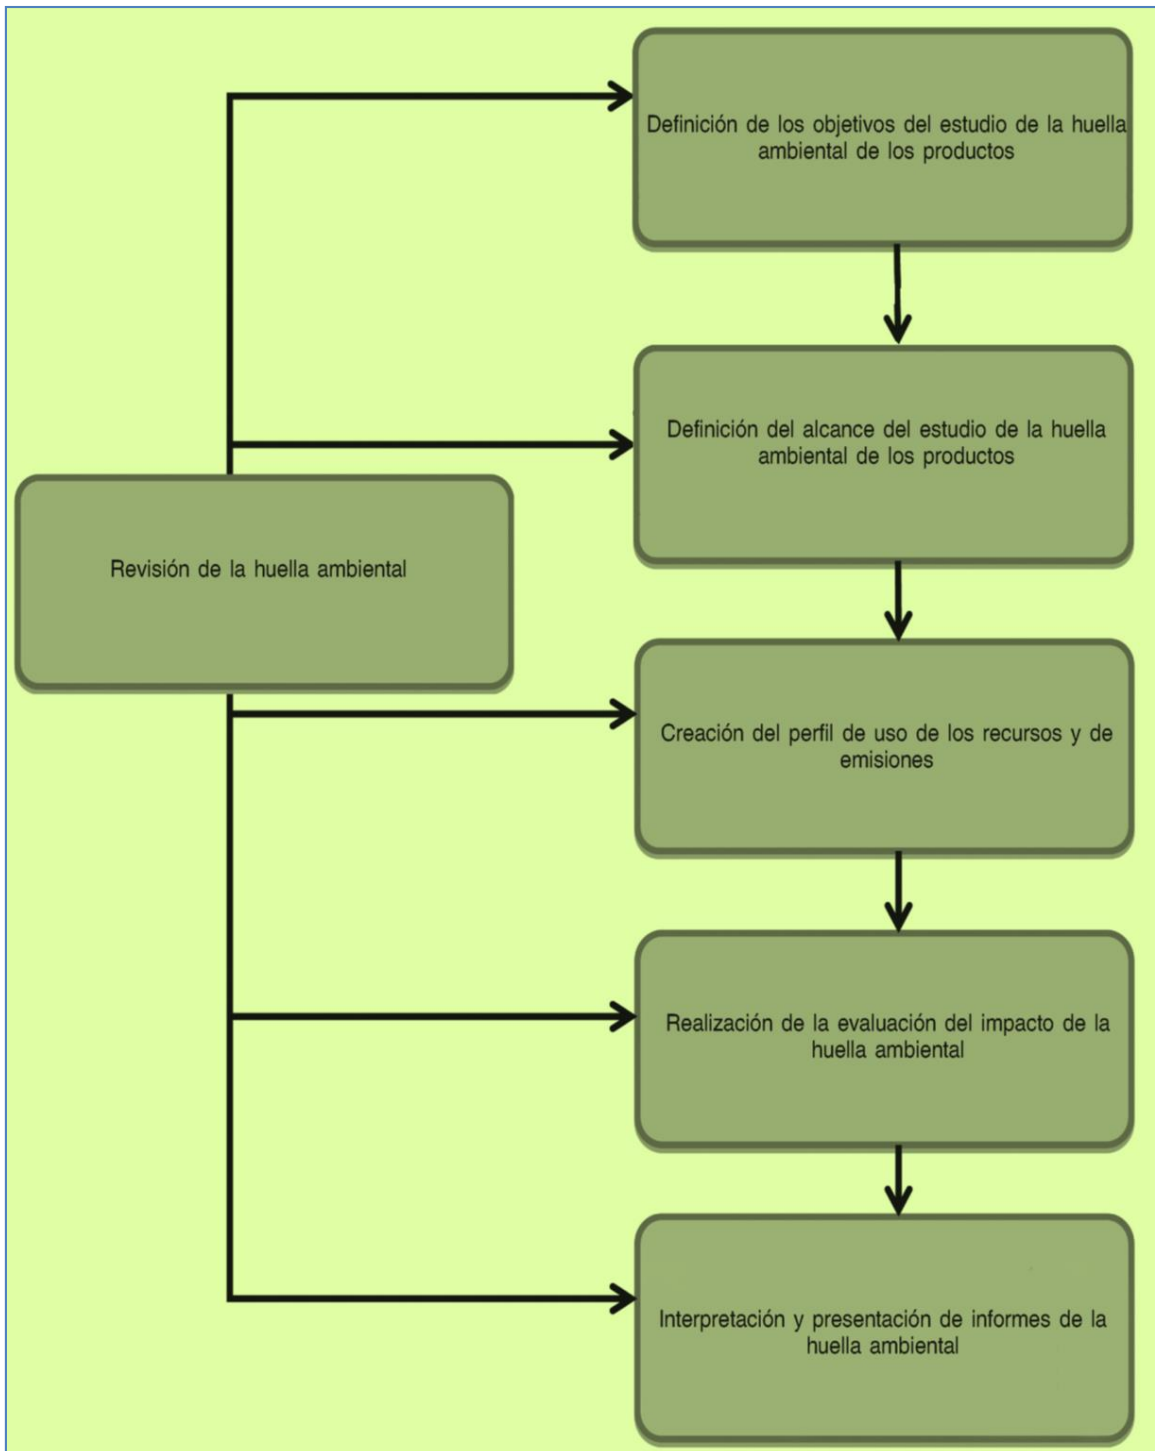 Definición de los objetivos del estudio de la huella
ambiental de los productos
Definición del alcance del estudio de la huella
ambiental de los productos
Revisión de la huella ambiental
Creación del perfil de uso de los recursos y de
emisiones
Realización de la evaluación del impacto de la
huella ambiental
Interpretación y presentación de informes de la
huella ambiental